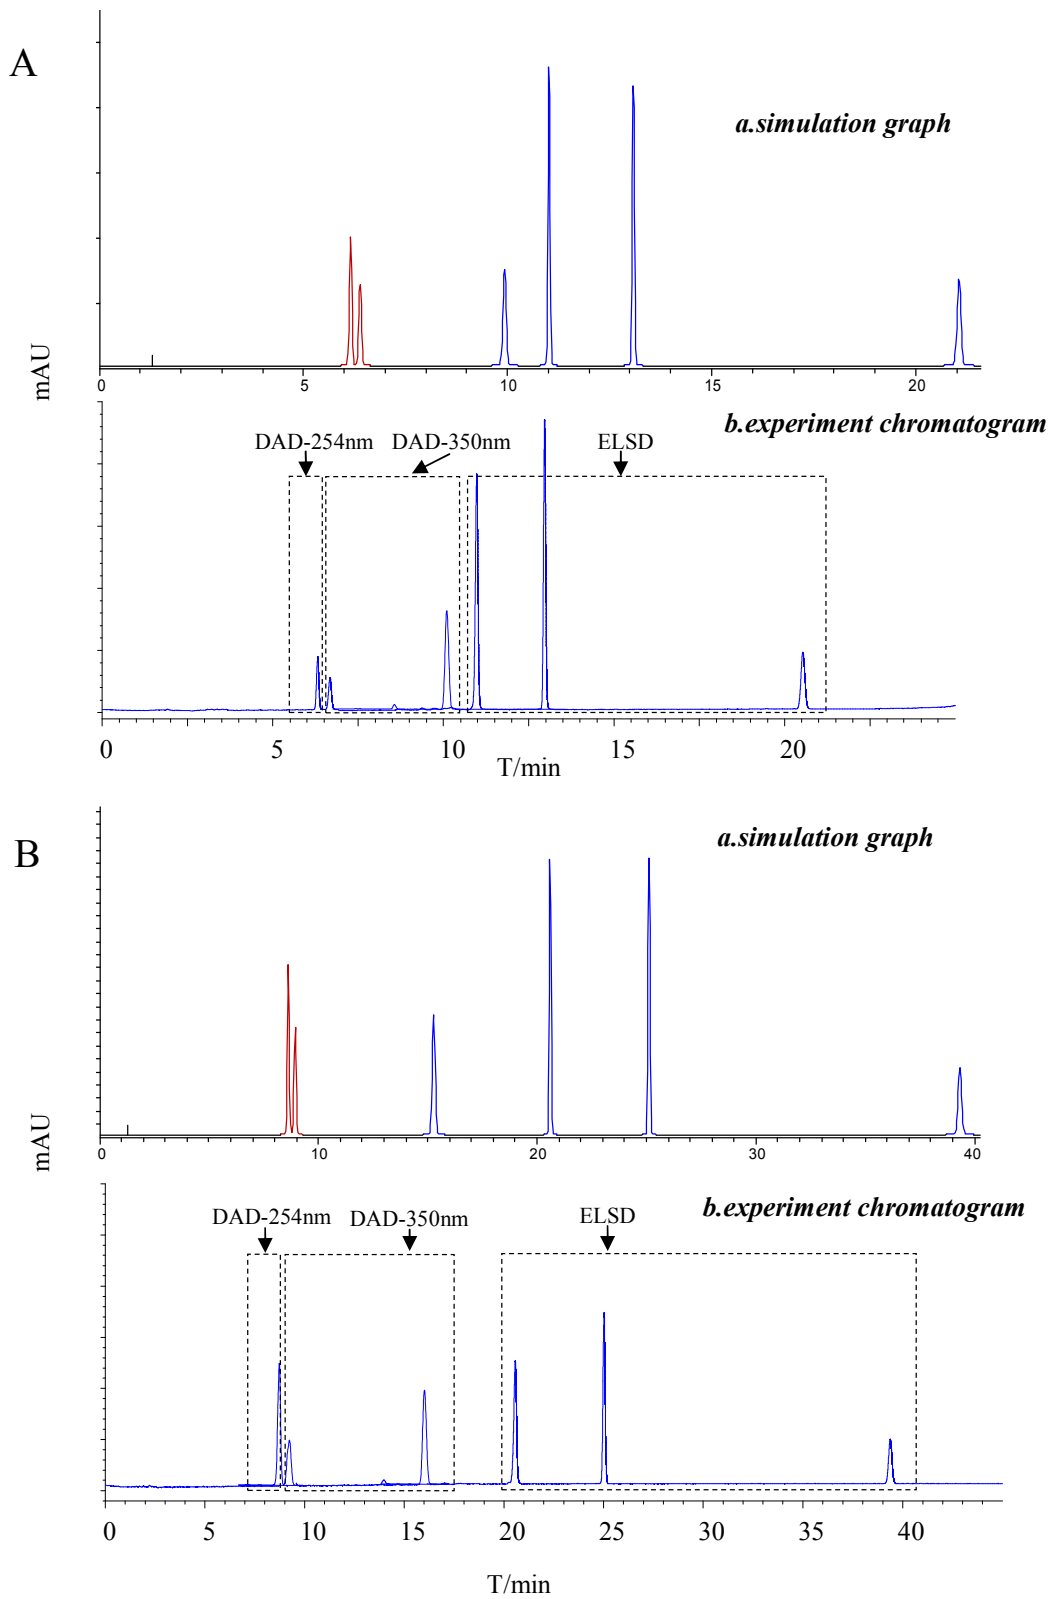 A
a.simulation graph
mAU
0 5 10 15 20
b.experiment chromatogram
DAD-254nm DAD-350nm ELSD
0 5 10 15 20
T/min
B
a.simulation graph
mAU
0 10 20 30 40
b.experiment chromatogram
DAD-254nm DAD-350nm ELSD
0 5 10 15 20 25 30 35 40
T/min